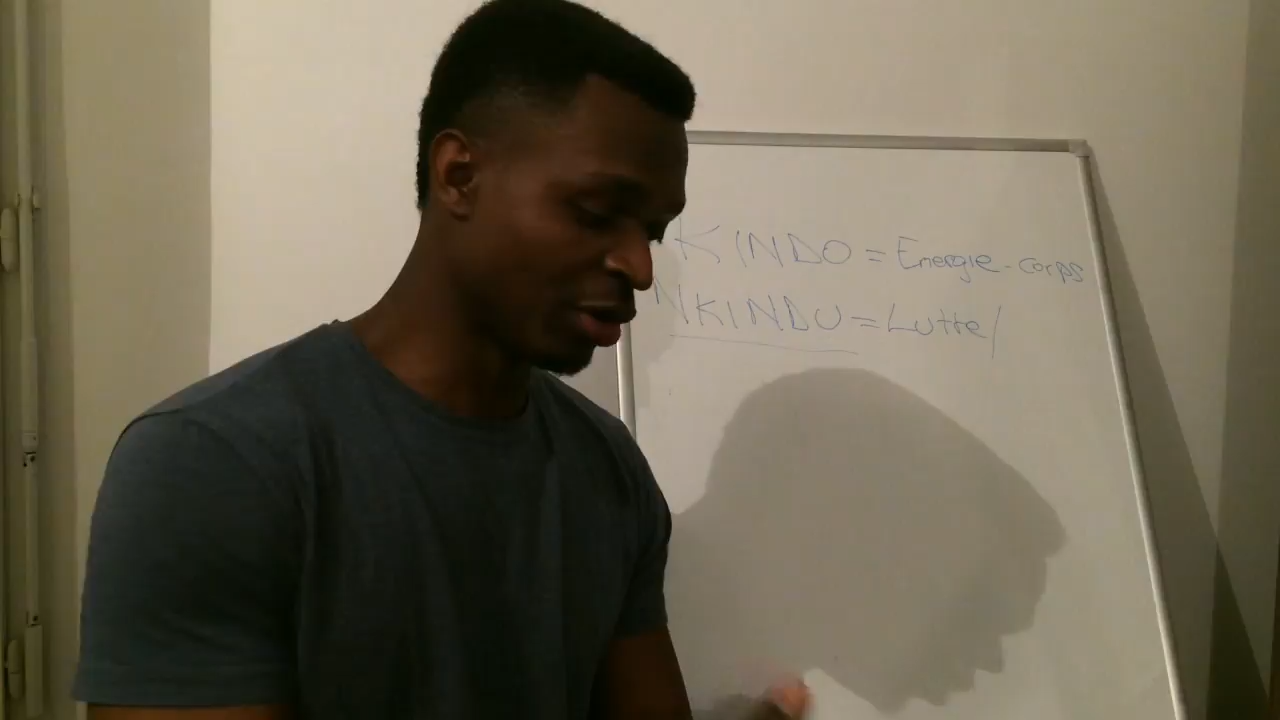 KINDO = Energie-corps
NKINDU = Lutte/